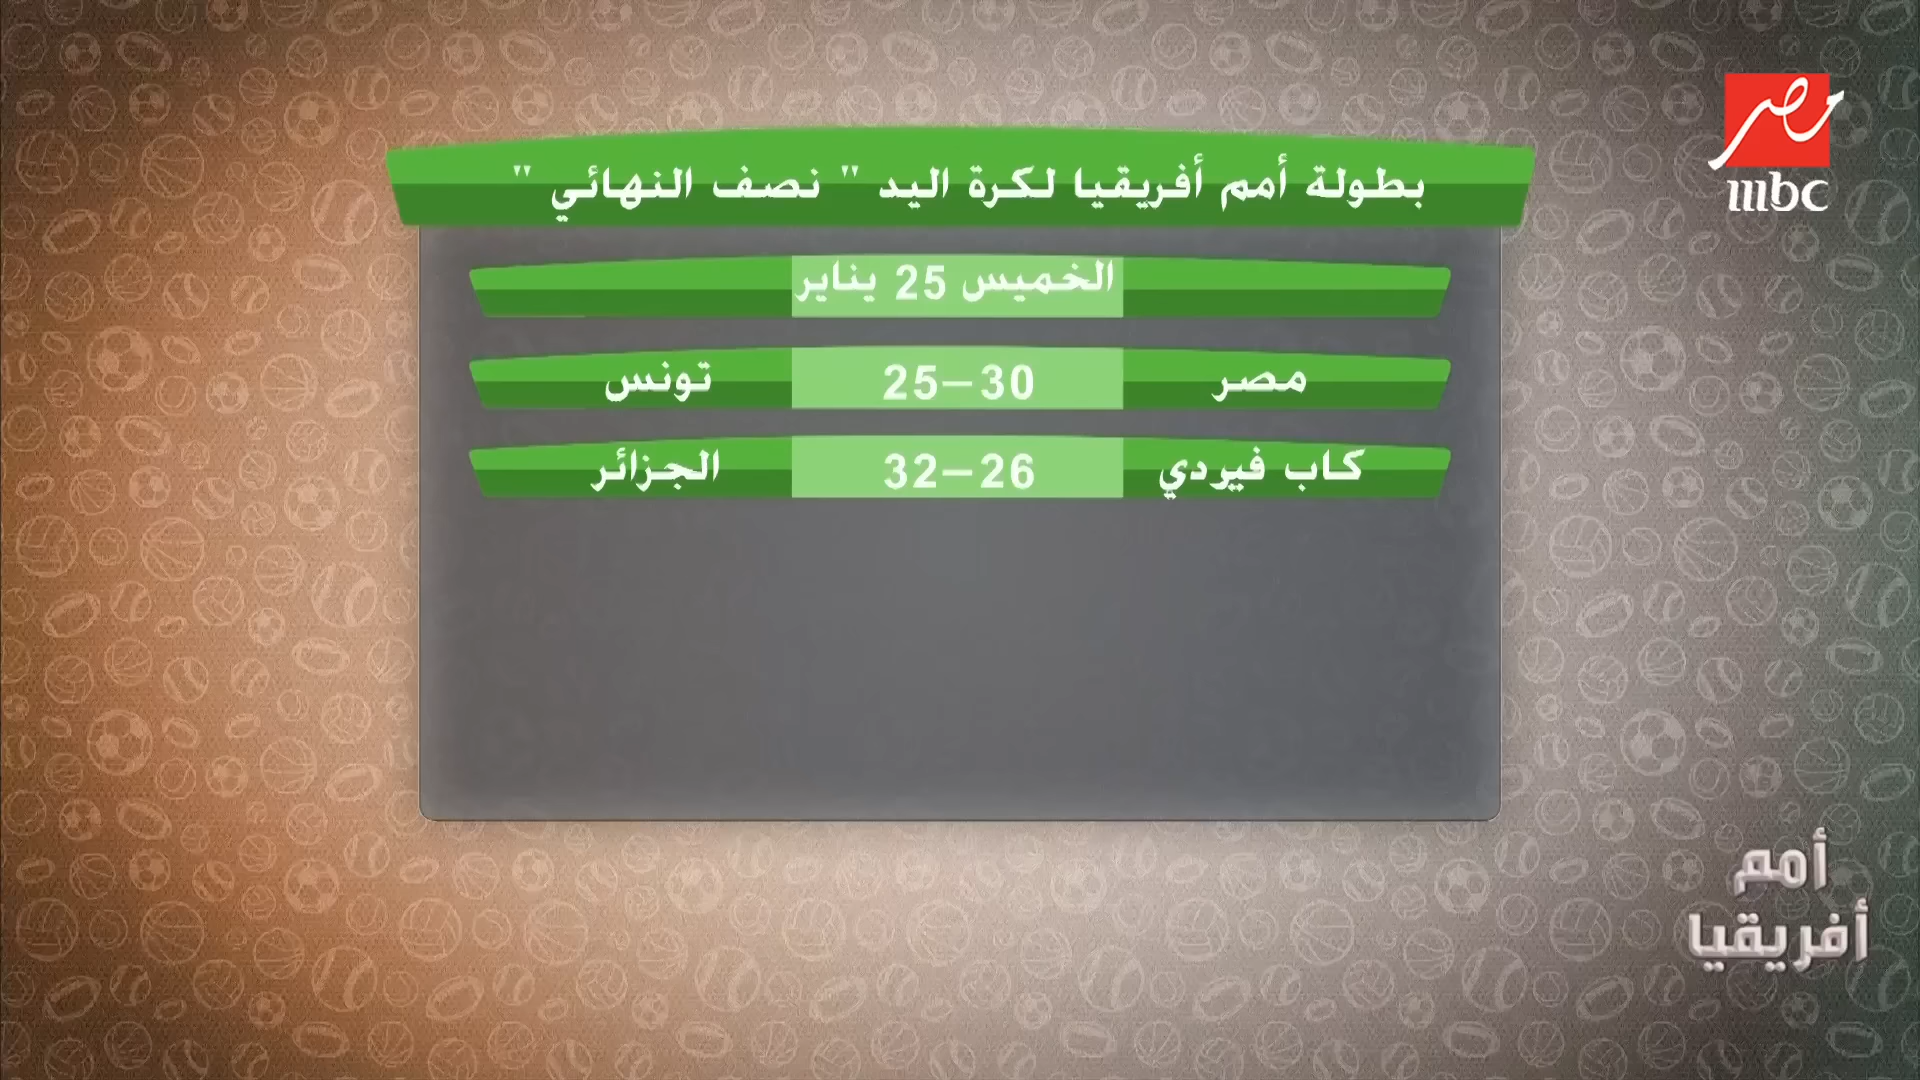 مصر
mbc
بطولة أمم أفريقيا لكرة اليد " نصف النهائي "
الخميس 25 يناير
مصر 30–25 تونس
كاب فيردي 26–32 الجزائر
أمم
أفريقيا